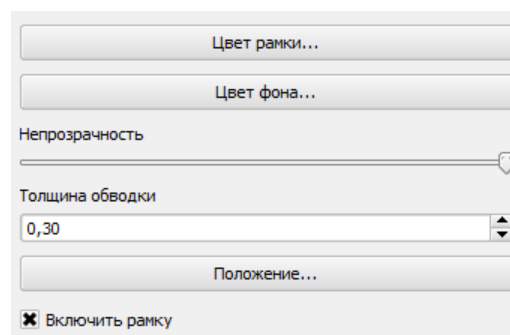 Цвет рамки...
Цвет фона...
Непрозрачность
Толщина обводки
0,30
Положение...
Включить рамку